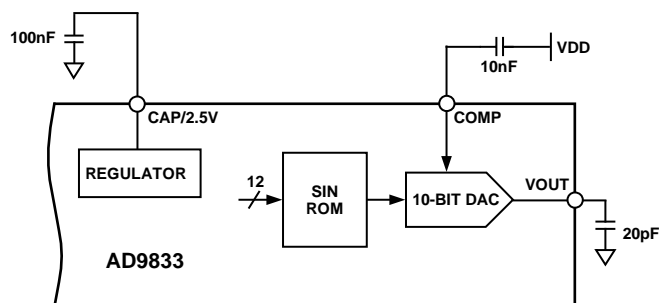 100nF
VDD
10nF
CAP/2.5V
COMP
REGULATOR
12
SIN
ROM
10-BIT DAC
VOUT
20pF
AD9833